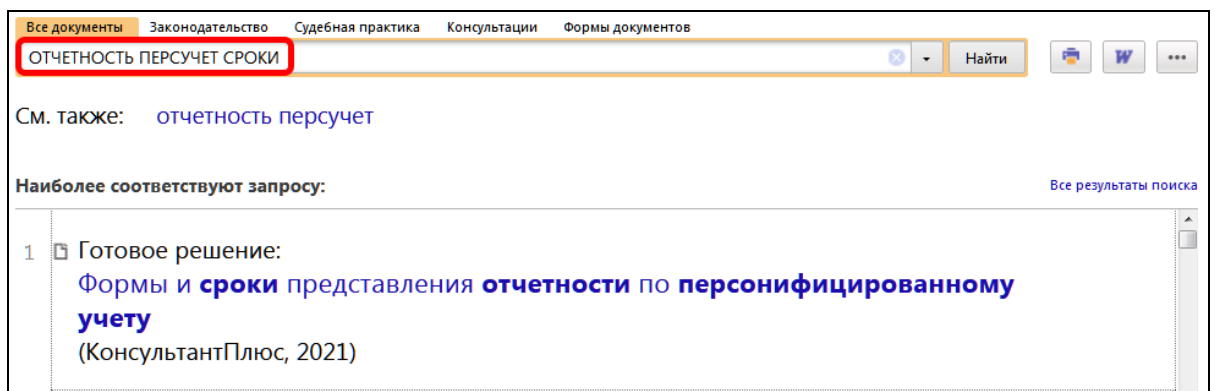 Все документы Законодательство Судебная практика Консультации Формы документов
ОТЧЕТНОСТЬ ПЕРСУЧЕТ СРОКИ Найти W •••
См. также: отчетность персучет
Наиболее соответствуют запросу: Все результаты поиска
1 Готовое решение:
Формы и сроки представления отчетности по персонифицированному
учету
(КонсультантПлюс, 2021)